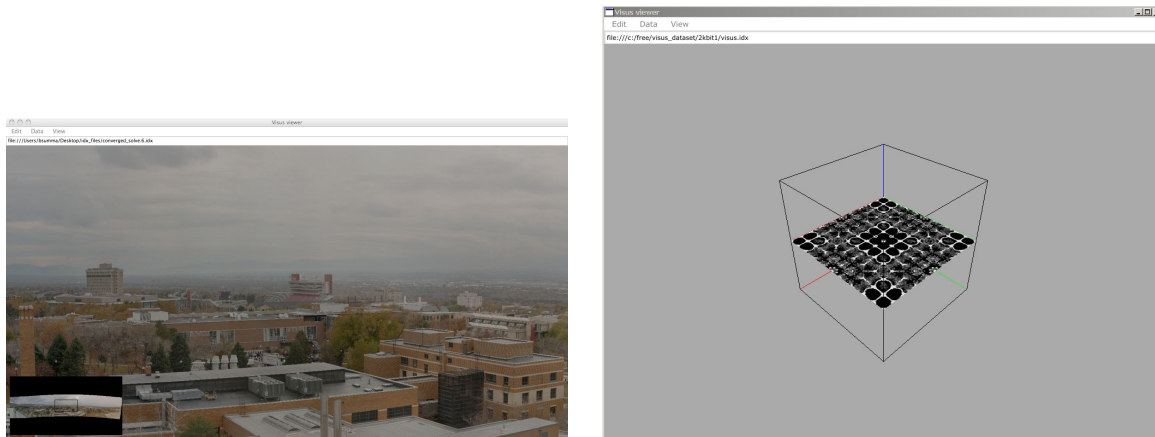 Visus viewer
Edit Data View
file:///Users/bsumma/Desktop/idx_files/converged_solve.6.idx
Visus viewer
Edit Data View
file:///c:/free/visus_dataset/2kbit1/visus.idx